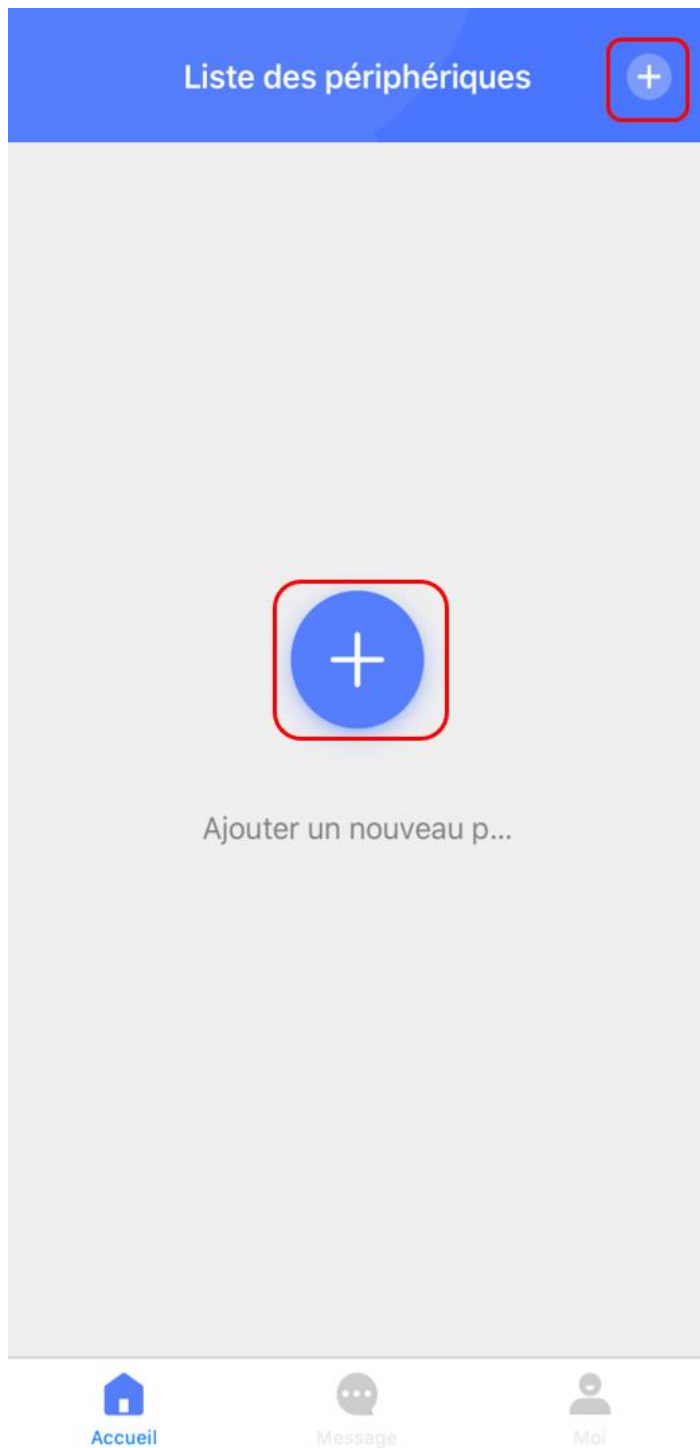 Liste des périphériques
Ajouter un nouveau p...
Accueil
Message
Moi